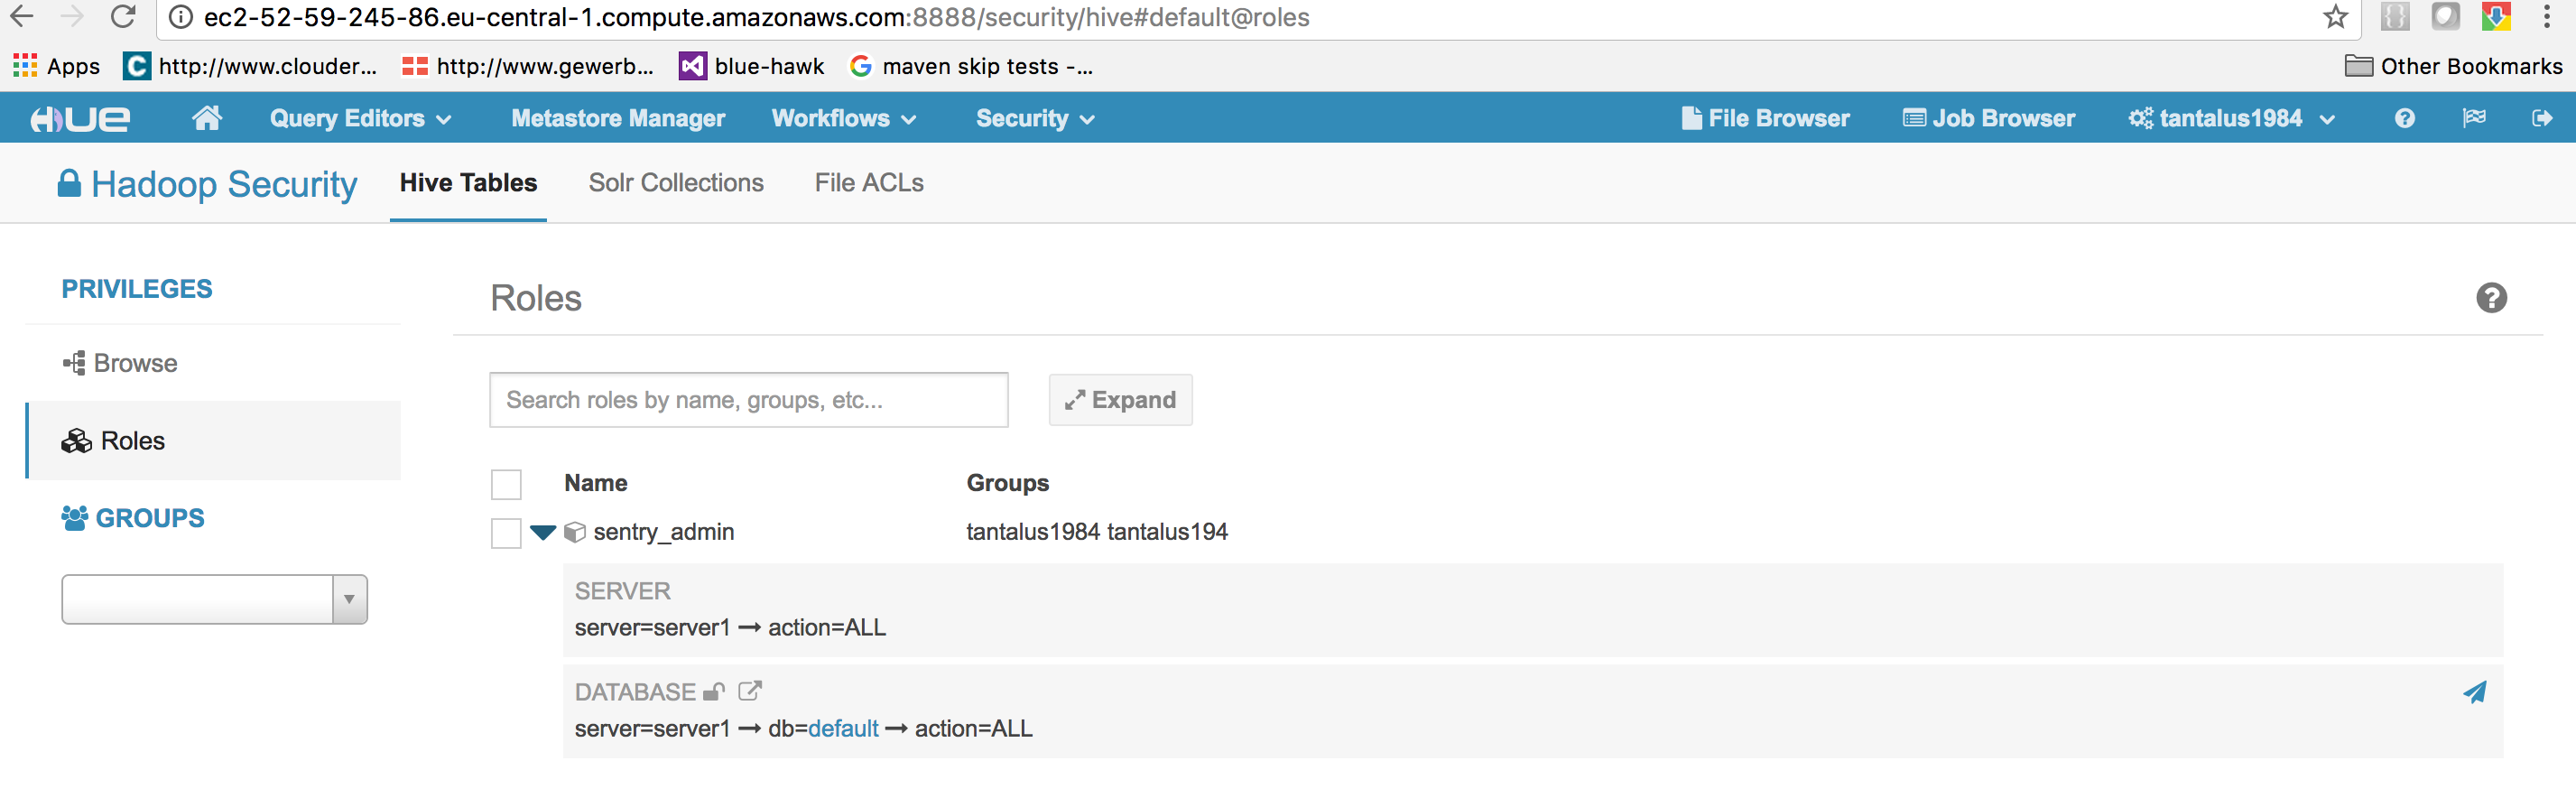 ec2-52-59-245-86.eu-central-1.compute.amazonaws.com:8888/security/hive#default@roles
Apps http://www.clouder... http://www.gewerb... blue-hawk maven skip tests -... Other Bookmarks
HUE Query Editors Metastore Manager Workflows Security File Browser Job Browser tantalus1984
Hadoop Security Hive Tables Solr Collections File ACLs
PRIVILEGES
Browse
Roles
GROUPS
Roles
Search roles by name, groups, etc...
Expand
Name Groups
sentry_admin tantalus1984 tantalus194
SERVER
server=server1 → action=ALL
DATABASE
server=server1 → db=default → action=ALL